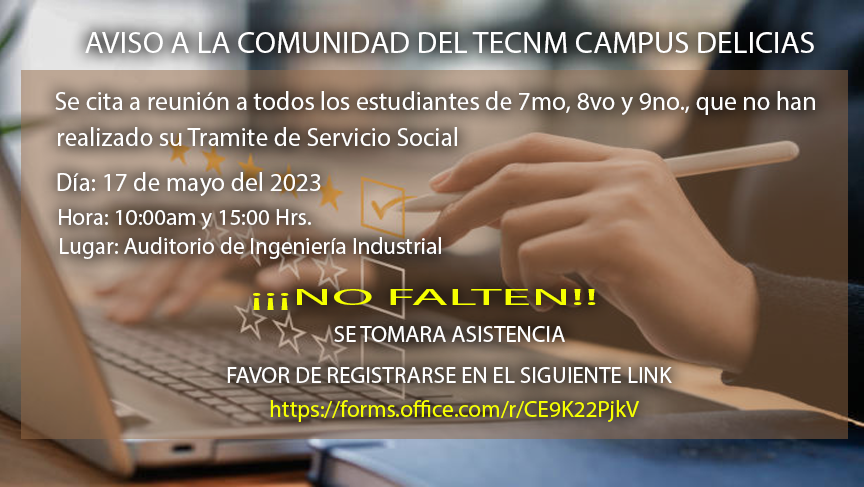 AVISO A LA COMUNIDAD DEL TECNM CAMPUS DELICIAS
Se cita a reunión a todos los estudiantes de 7mo, 8vo y 9no., que no han
realizado su Tramite de Servicio Social
Día: 17 de mayo del 2023
Hora: 10:00am y 15:00 Hrs.
Lugar: Auditorio de Ingeniería Industrial
¡¡¡NO FALTEN!!
SE TOMARA ASISTENCIA
FAVOR DE REGISTRARSE EN EL SIGUIENTE LINK
https://forms.office.com/r/CE9K22PjkV